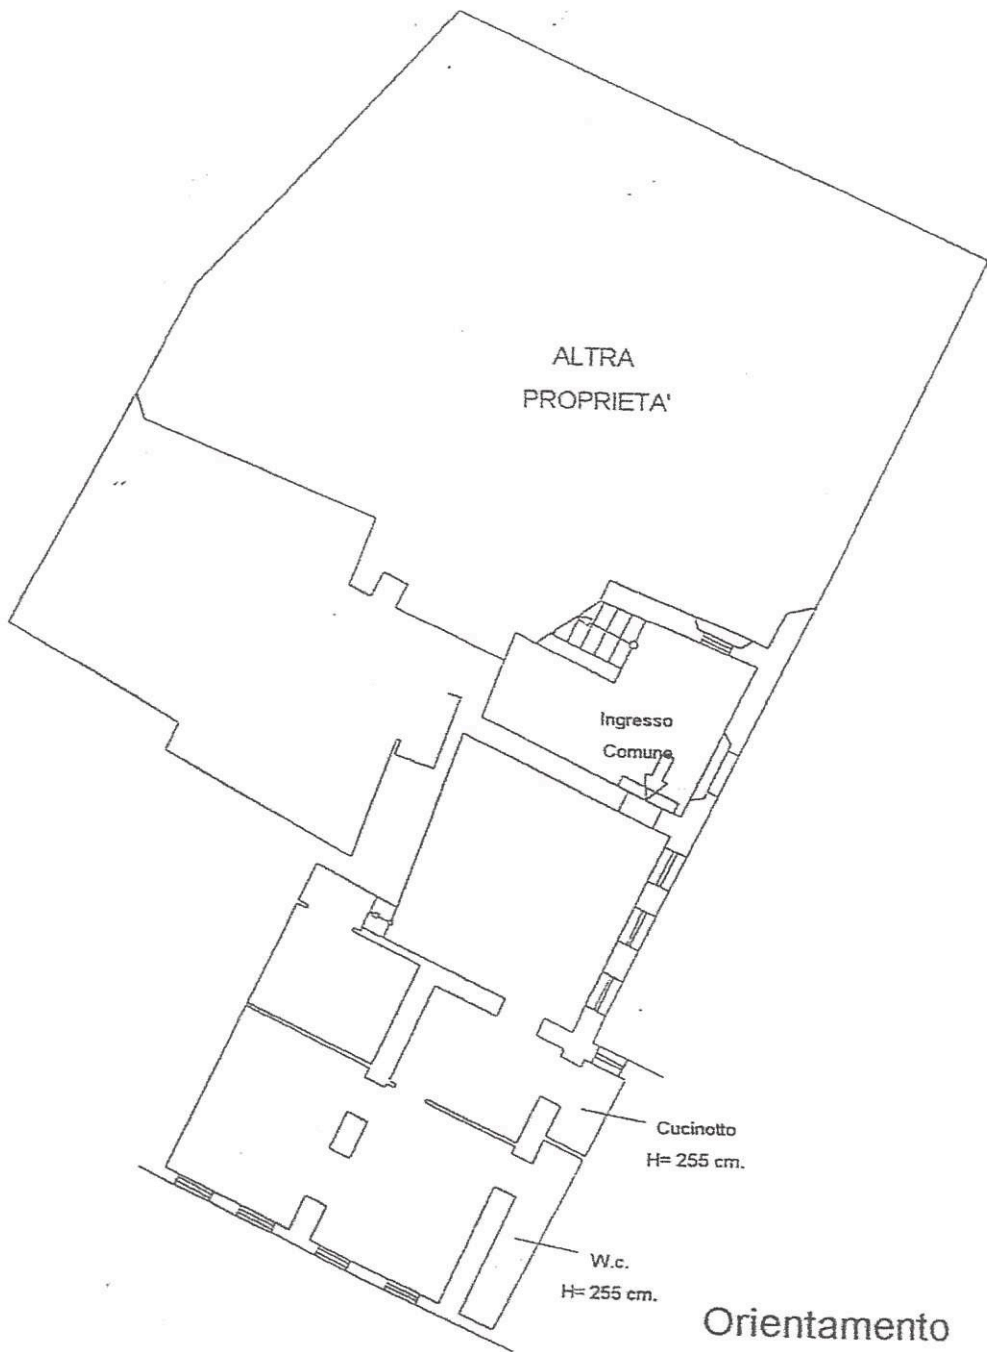 ALTRA
PROPRIETA'
Ingresso
Comune
Cucinotto
H= 255 cm.
W.c.
H= 255 cm.
Orientamento